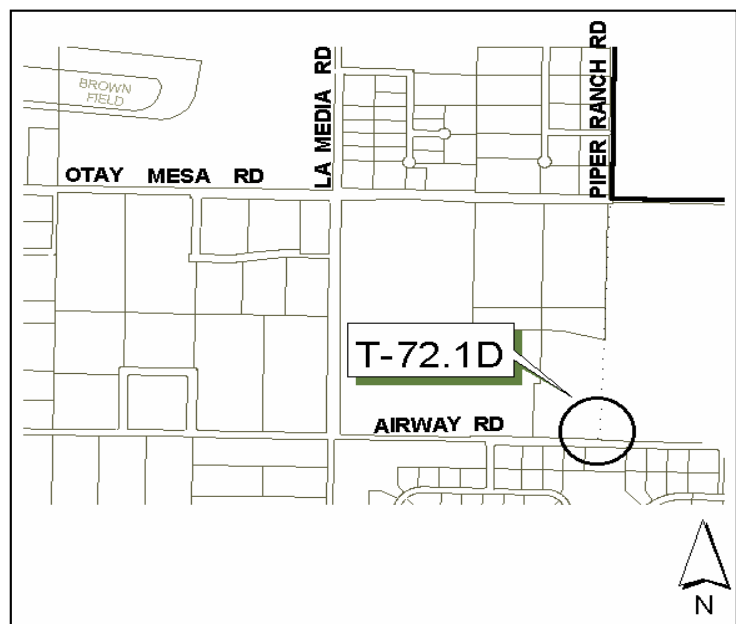 BROWN
FIELD
LA MEDIA RD
PIPER RANCH RD
OTAY MESA RD
T-72.1D
AIRWAY RD
N